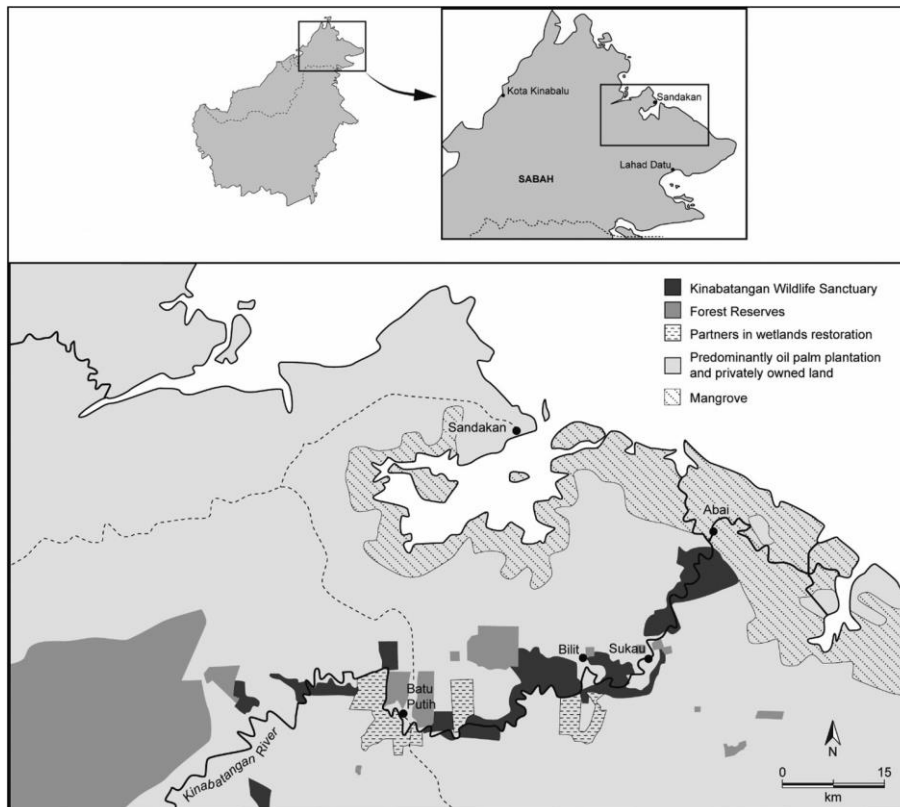 Kota Kinabalu
Sandakan
Lahad Datu
SABAH
Kinabatangan Wildlife Sanctuary
Forest Reserves
Partners in wetlands restoration
Predominantly oil palm plantation
and privately owned land
Mangrove
Sandakan
Abai
Bilit
Sukau
Batu
Putih
Kinabatangan River
N
0
15
km